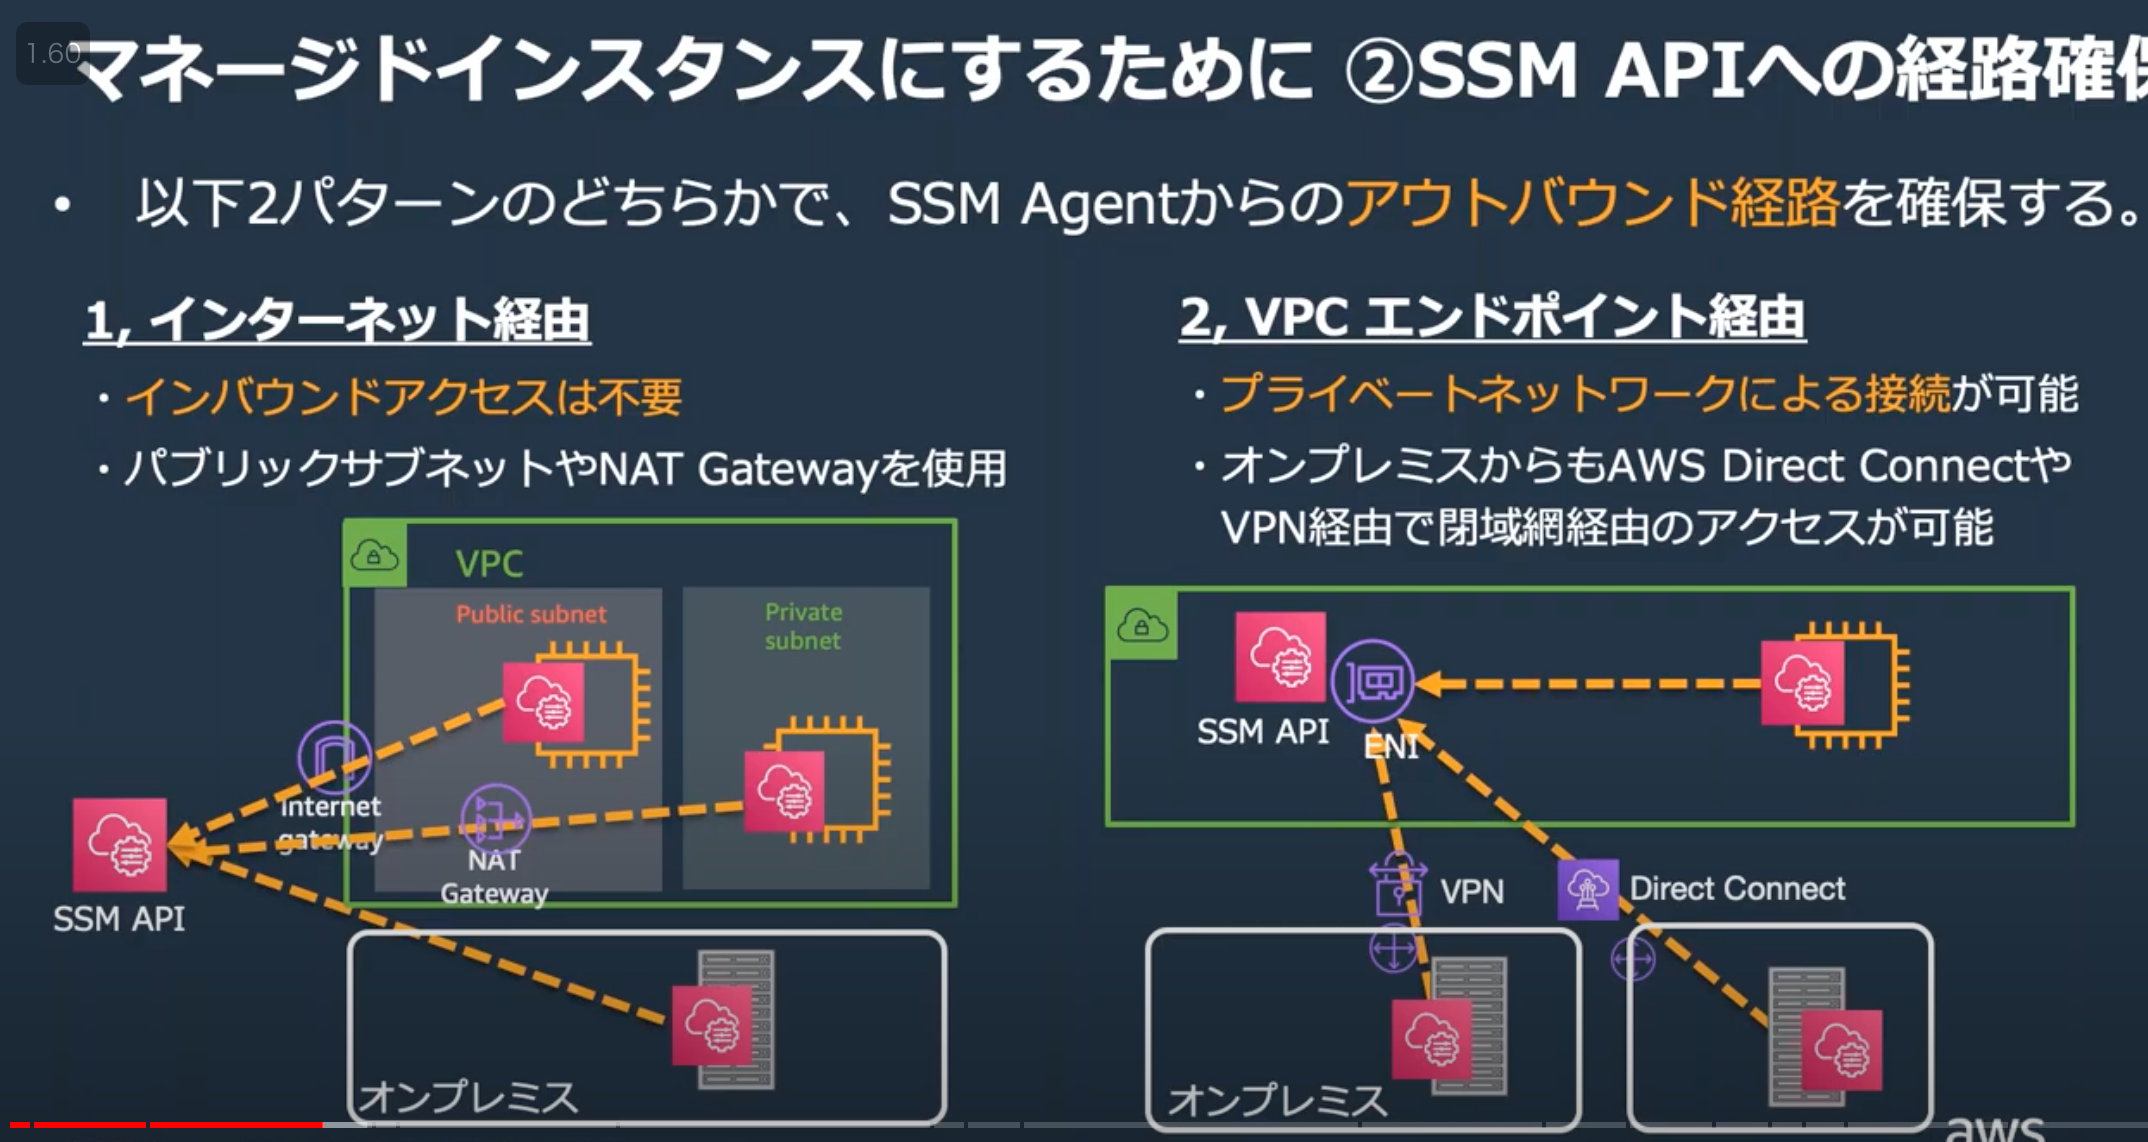 1.60
マネージドインスタンスにするために ②SSM APIへの経路確保
• 以下2パターンのどちらかで、SSM Agentからのアウトバウンド経路を確保する。
1, インターネット経由
・インバウンドアクセスは不要
・パブリックサブネットやNAT Gatewayを使用
VPC
Public subnet
Private
subnet
Internet
gateway
NAT
Gateway
SSM API
オンプレミス
2, VPC エンドポイント経由
・プライベートネットワークによる接続が可能
・オンプレミスからもAWS Direct Connectや
VPN経由で閉域網経由のアクセスが可能
SSM API
ENI
VPN
Direct Connect
オンプレミス
aws